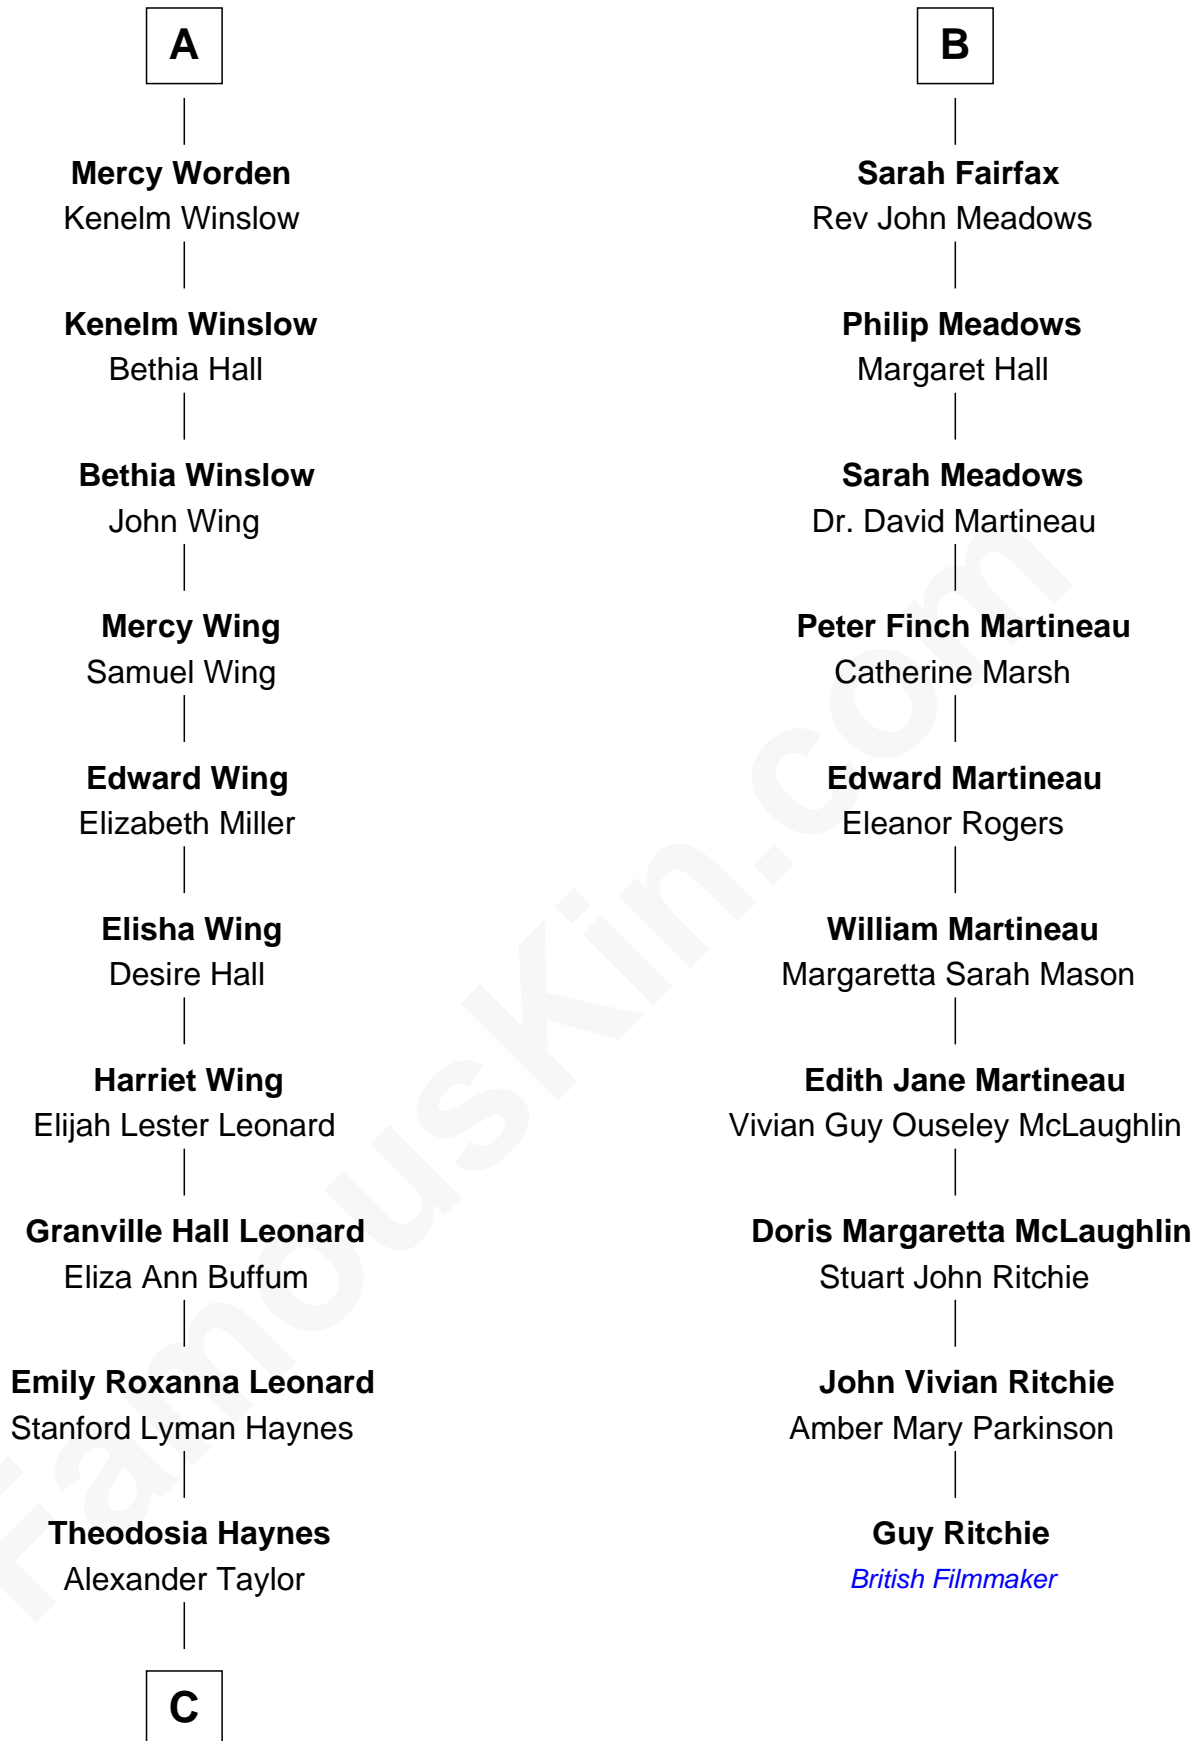 A
Mercy Worden
Kenelm Winslow
Kenelm Winslow
Bethia Hall
Bethia Winslow
John Wing
Mercy Wing
Samuel Wing
Edward Wing
Elizabeth Miller
Elisha Wing
Desire Hall
Harriet Wing
Elijah Lester Leonard
Granville Hall Leonard
Eliza Ann Buffum
Emily Roxanna Leonard
Stanford Lyman Haynes
Theodosia Haynes
Alexander Taylor
C
B
Sarah Fairfax
Rev John Meadows
Philip Meadows
Margaret Hall
Sarah Meadows
Dr. David Martineau
Peter Finch Martineau
Catherine Marsh
Edward Martineau
Eleanor Rogers
William Martineau
Margaretta Sarah Mason
Edith Jane Martineau
Vivian Guy Ouseley McLaughlin
Doris Margaretta McLaughlin
Stuart John Ritchie
John Vivian Ritchie
Amber Mary Parkinson
Guy Ritchie
British Filmmaker
FamousKin.com